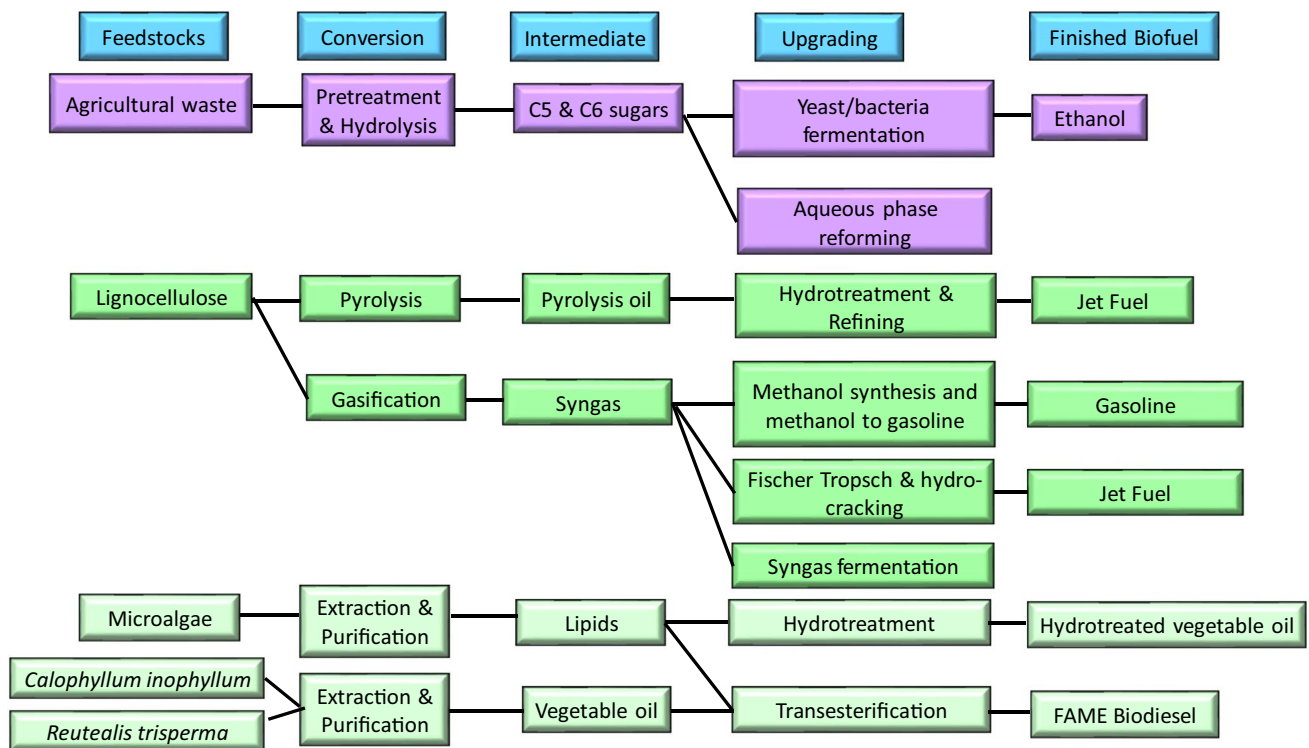 Feedstocks
Conversion
Intermediate
Upgrading
Finished Biofuel
Agricultural waste
Pretreatment
& Hydrolysis
C5 & C6 sugars
Yeast/bacteria
fermentation
Ethanol
Aqueous phase
reforming
Lignocellulose
Pyrolysis
Pyrolysis oil
Hydrotreatment &
Refining
Jet Fuel
Gasification
Syngas
Methanol synthesis and
methanol to gasoline
Gasoline
Fischer Tropsch & hydro-
cracking
Jet Fuel
Syngas fermentation
Microalgae
Extraction &
Purification
Lipids
Hydrotreatment
Hydrotreated vegetable oil
Calophyllum inophyllum
Reutealis trisperma
Extraction &
Purification
Vegetable oil
Transesterification
FAME Biodiesel